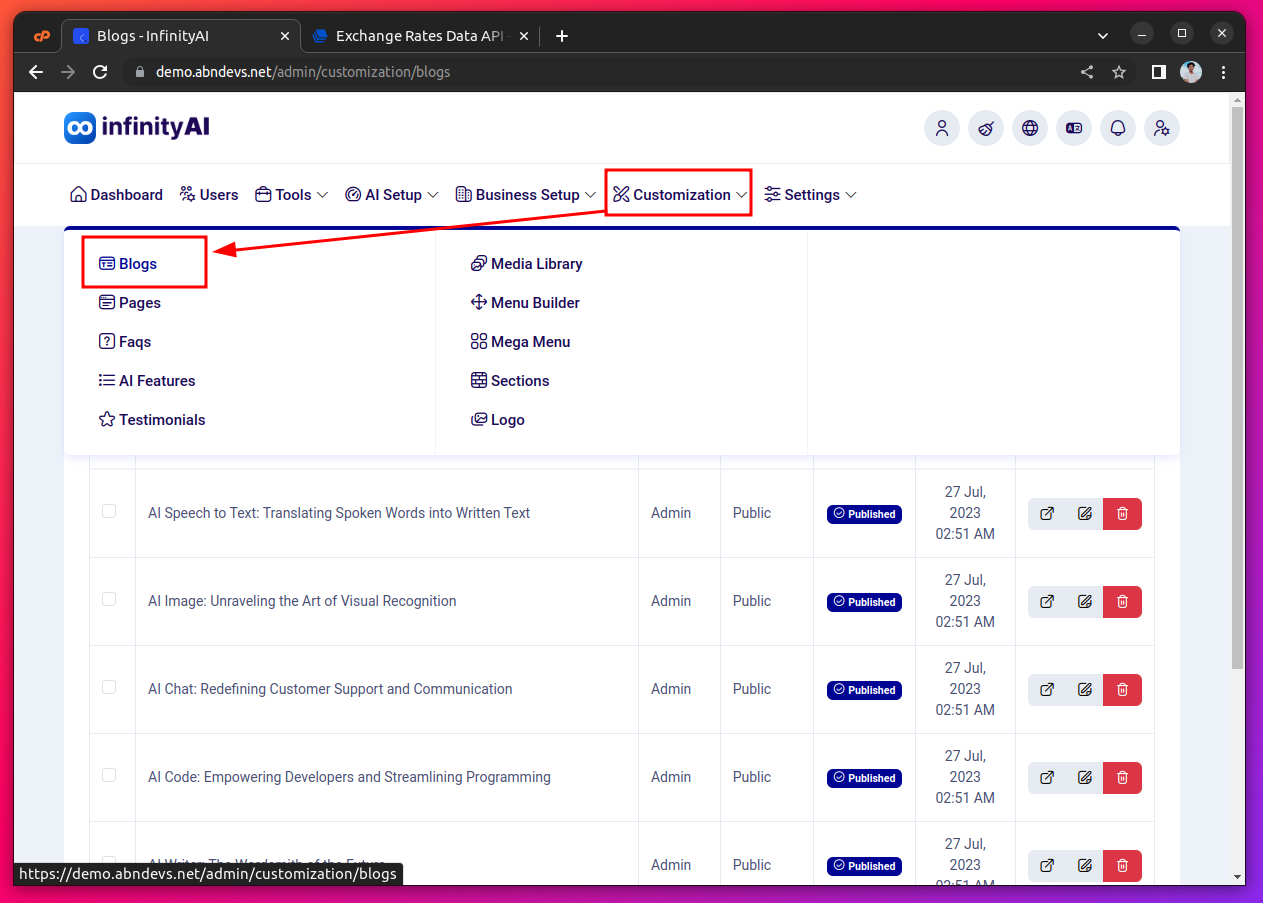 Blogs - InfinityAI
Exchange Rates Data API
demo.abndevs.net/admin/customization/blogs
infinityAI
Dashboard Users Tools AI Setup Business Setup Customization Settings
Blogs
Pages
Faqs
AI Features
Testimonials
Media Library
Menu Builder
Mega Menu
Sections
Logo
AI Speech to Text: Translating Spoken Words into Written Text Admin Public Published 27 Jul, 2023 02:51 AM
AI Image: Unraveling the Art of Visual Recognition Admin Public Published 27 Jul, 2023 02:51 AM
AI Chat: Redefining Customer Support and Communication Admin Public Published 27 Jul, 2023 02:51 AM
AI Code: Empowering Developers and Streamlining Programming Admin Public Published 27 Jul, 2023 02:51 AM
AI Writer: The Wordsmith of the Future Admin Public Published 27 Jul, 2023 02:51 AM
https://demo.abndevs.net/admin/customization/blogs